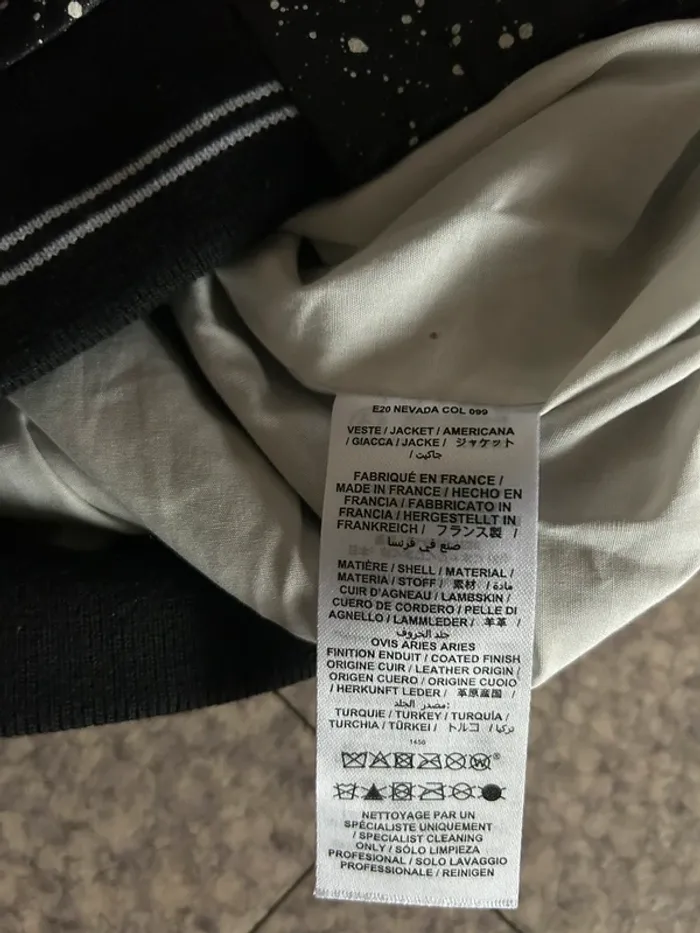 E20 NEVADA COL 099
VESTE / JACKET / AMERICANA
/ GIACCA / JACKE / ジャケット
/ جاكيت
FABRIQUÉ EN FRANCE /
MADE IN FRANCE / HECHO EN
FRANCIA / FABBRICATO IN
FRANCIA / HERGESTELLT IN
FRANKREICH / フランス製 /
صنع في فرنسا
MATIÈRE / SHELL / MATERIAL /
MATERIA / STOFF / 素材 / مادة /
CUIR D'AGNEAU / LAMBSKIN /
CUERO DE CORDERO / PELLE DI
AGNELLO / LAMMLEDER / 羊革 /
جلد الخروف
OVIS ARIES ARIES
FINITION ENDUIT / COATED FINISH
ORIGINE CUIR / LEATHER ORIGIN /
ORIGEN CUERO / ORIGINE CUOIO
/ HERKUNFT LEDER / 革原産国 /
مصدر الجلد:
TURQUIE / TURKEY / TURQUÍA /
TURCHIA / TÜRKEI / トルコ / تركيا
1456
NETTOYAGE PAR UN
SPÉCIALISTE UNIQUEMENT
/ SPECIALIST CLEANING
ONLY / SÓLO LIMPIEZA
PROFESIONAL / SOLO LAVAGGIO
PROFESSIONALE / REINIGEN